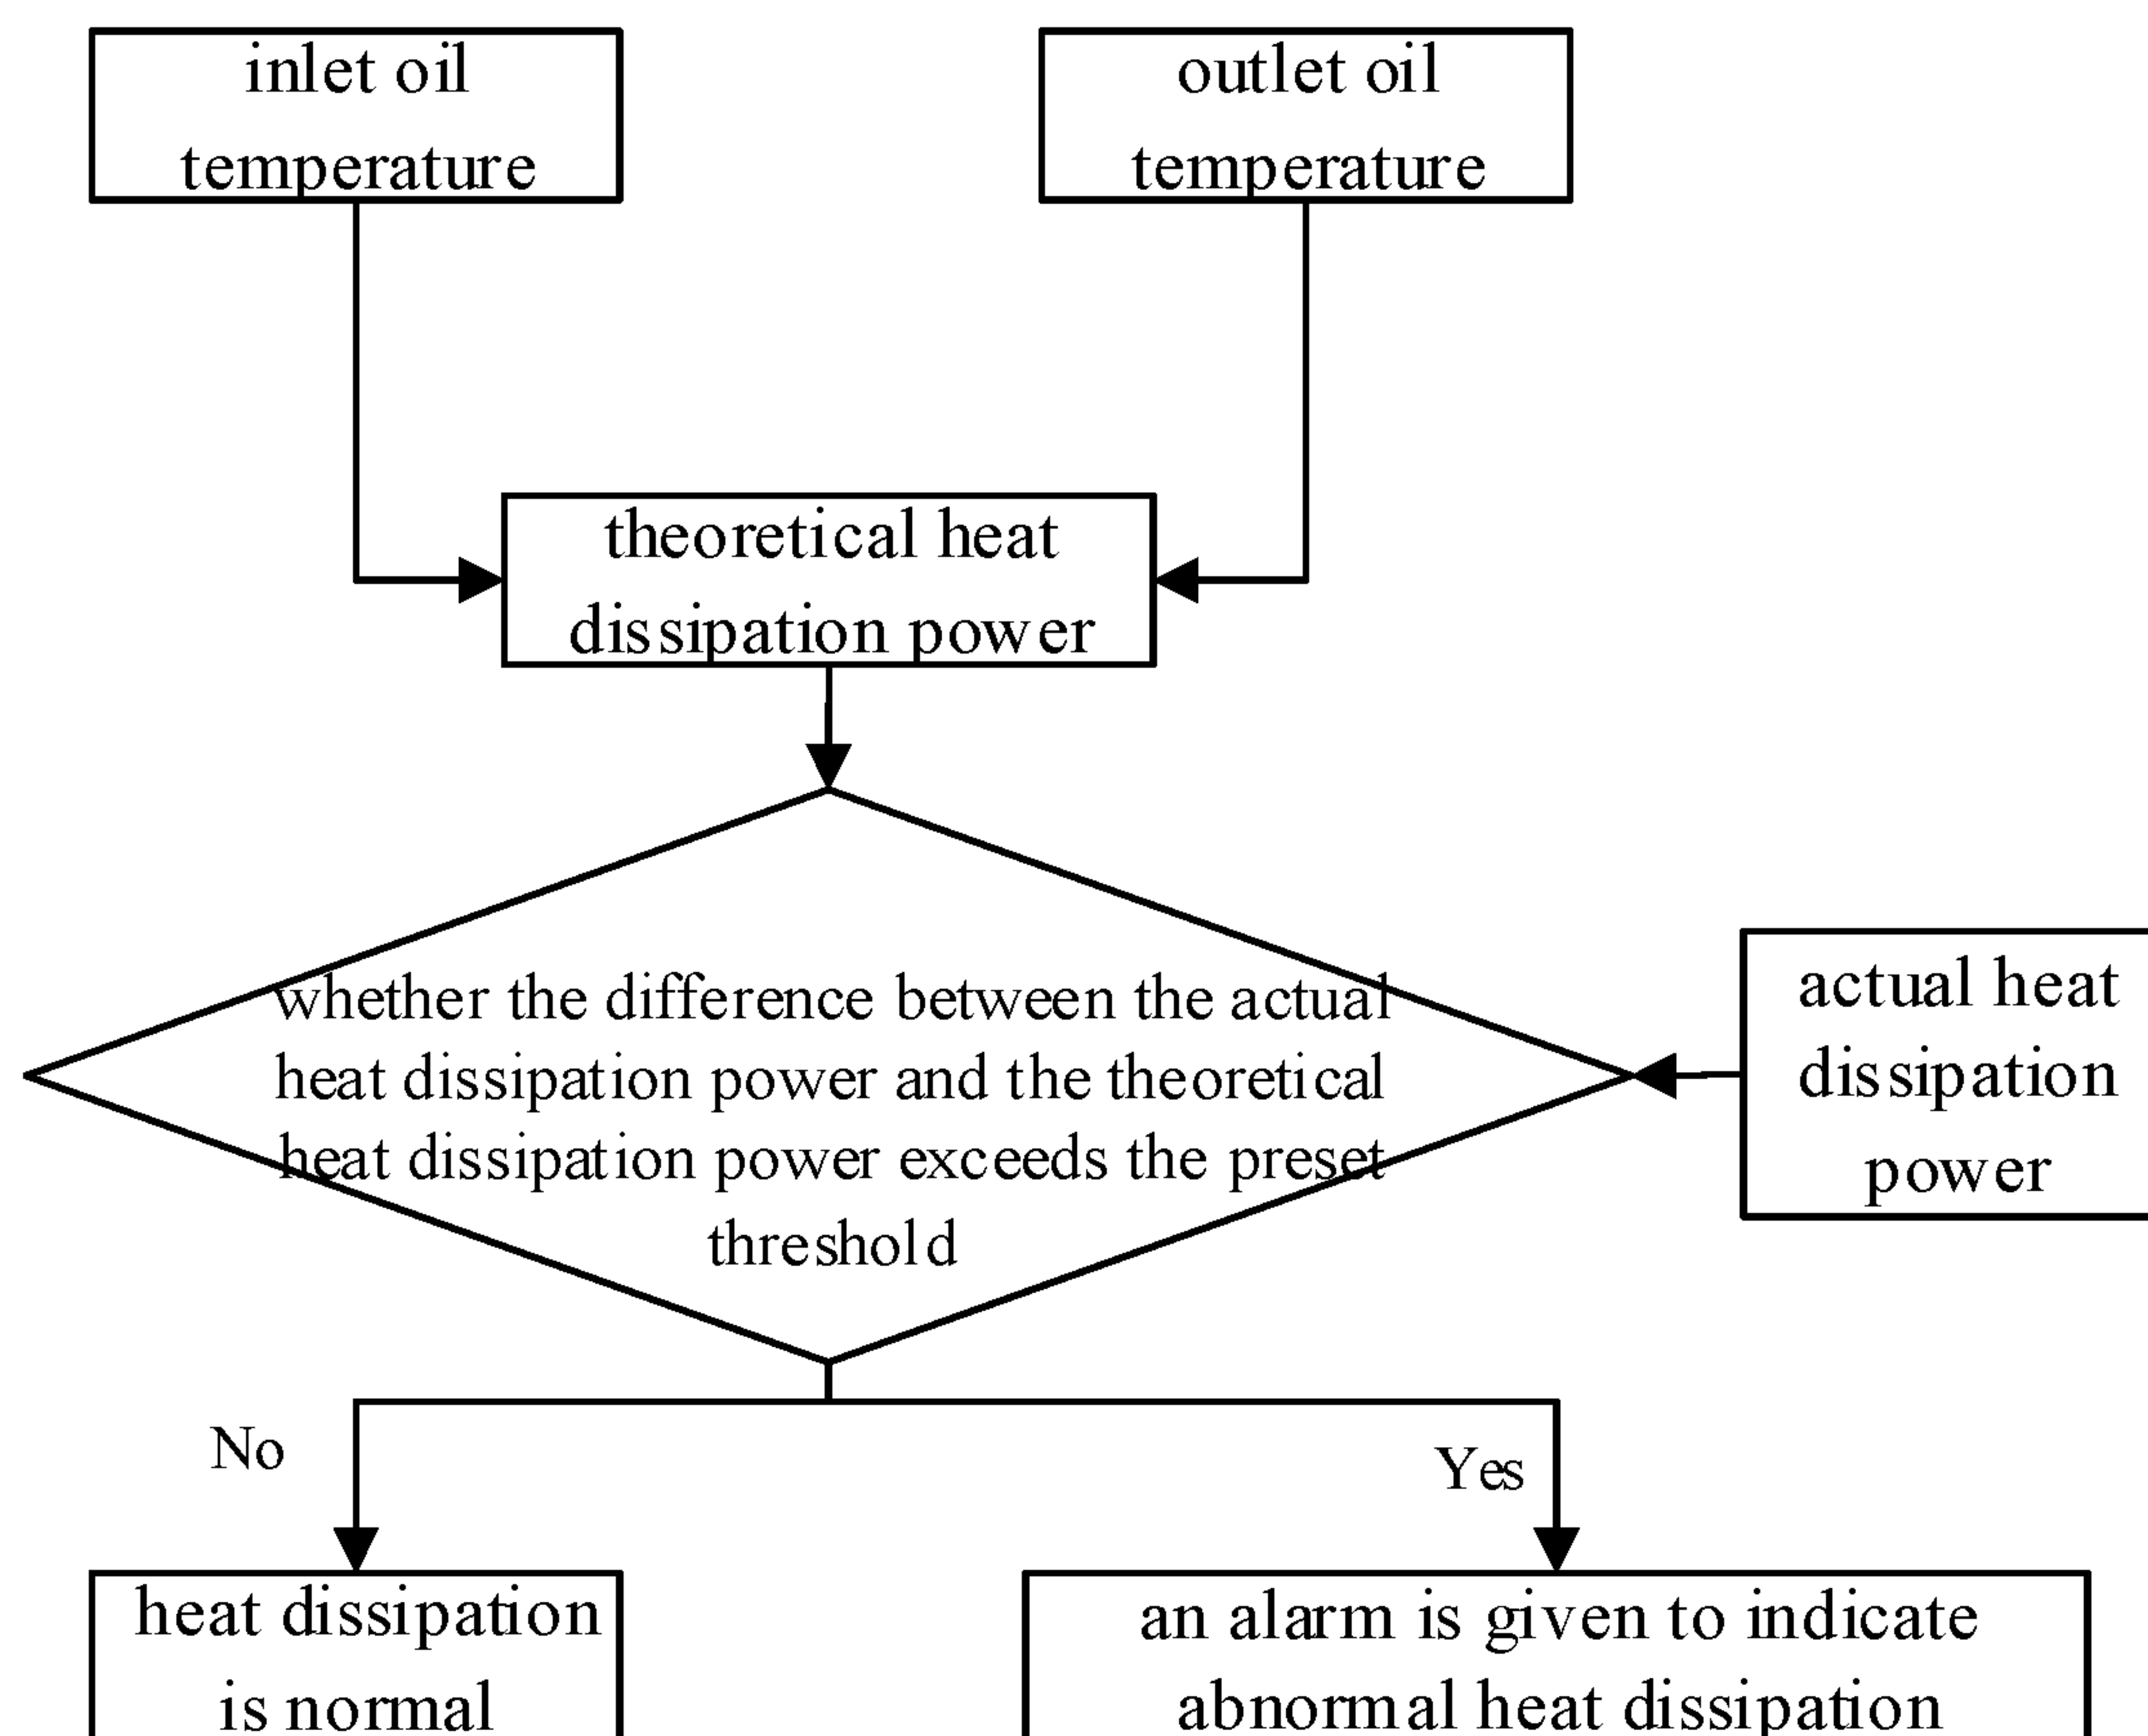 inlet oil
temperature
outlet oil
temperature
theoretical heat
dissipation power
whether the difference between the actual
heat dissipation power and the theoretical
heat dissipation power exceeds the preset
threshold
actual heat
dissipation
power
No
Yes
heat dissipation
is normal
an alarm is given to indicate
abnormal heat dissipation